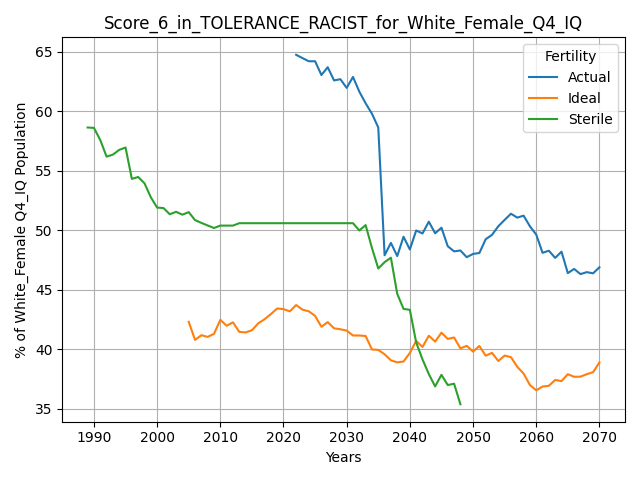 Score_6_in_TOLERANCE_RACIST_for_White_Female_Q4_IQ
Fertility
Actual
Ideal
Sterile
% of White_Female Q4_IQ Population
65
60
55
50
45
40
35
1990 2000 2010 2020 2030 2040 2050 2060 2070
Years